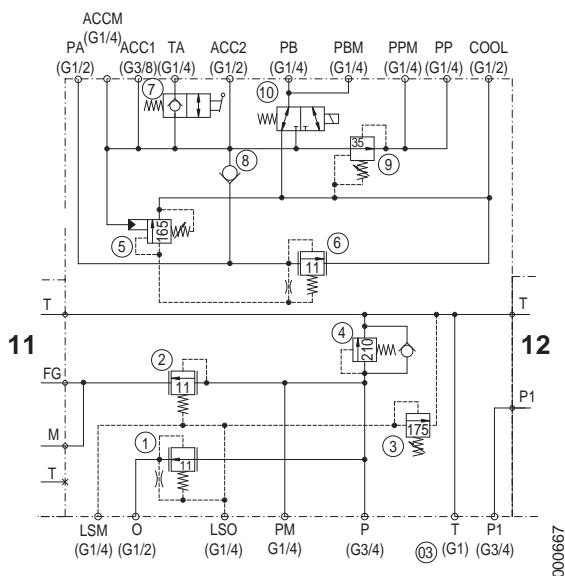 ACCM
(G1/4)
PA ACC1 TA ACC2 PB PBM PPM PP COOL
(G1/2) (G3/8) (G1/4) (G1/2) (G1/4) (G1/4) (G1/4) (G1/4) (G1/2)
7
10
35
8
9
165
5
6
11
T
T
4
210
11
12
2
FG
11
P1
M
175
3
1
11
T
LSM O LSO PM P T P1
(G1/4) (G1/2) (G1/4) G1/4) (G3/4) 03 (G1) (G3/4)
000667